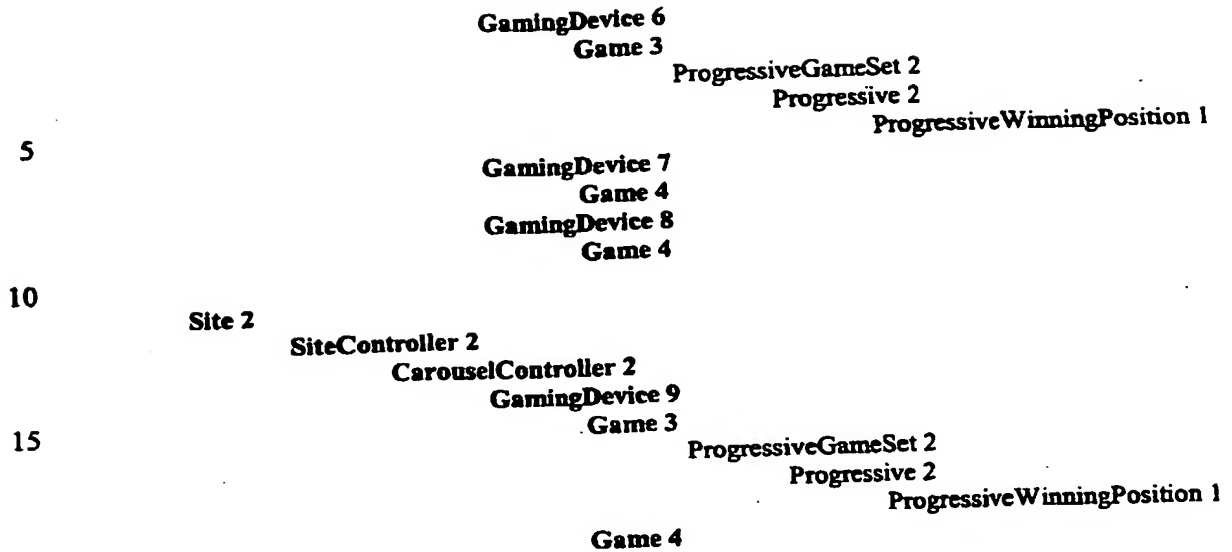 GamingDevice 6
Game 3
ProgressiveGameSet 2
Progressive 2
ProgressiveWinningPosition 1
5
GamingDevice 7
Game 4
GamingDevice 8
Game 4
10
Site 2
SiteController 2
CarouselController 2
GamingDevice 9
Game 3
15
ProgressiveGameSet 2
Progressive 2
ProgressiveWinningPosition 1
Game 4